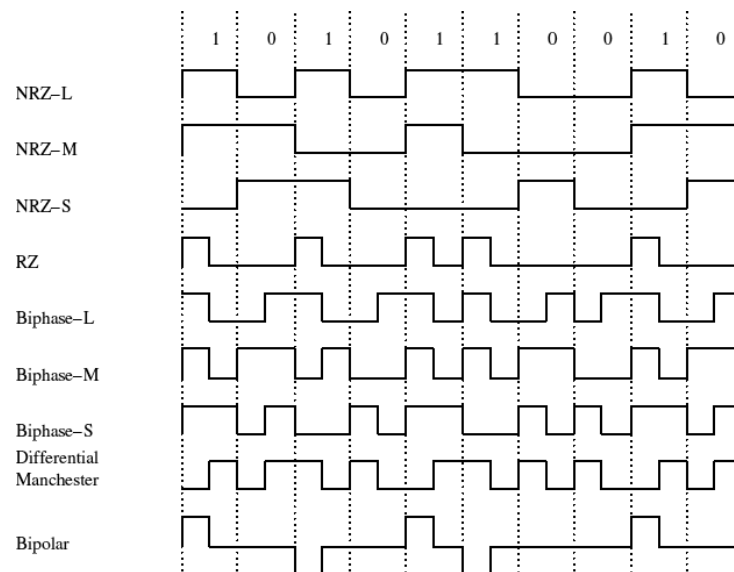 1 0 1 0 1 1 0 0 1 0
NRZ–L
NRZ–M
NRZ–S
RZ
Biphase–L
Biphase–M
Biphase–S
Differential
Manchester
Bipolar